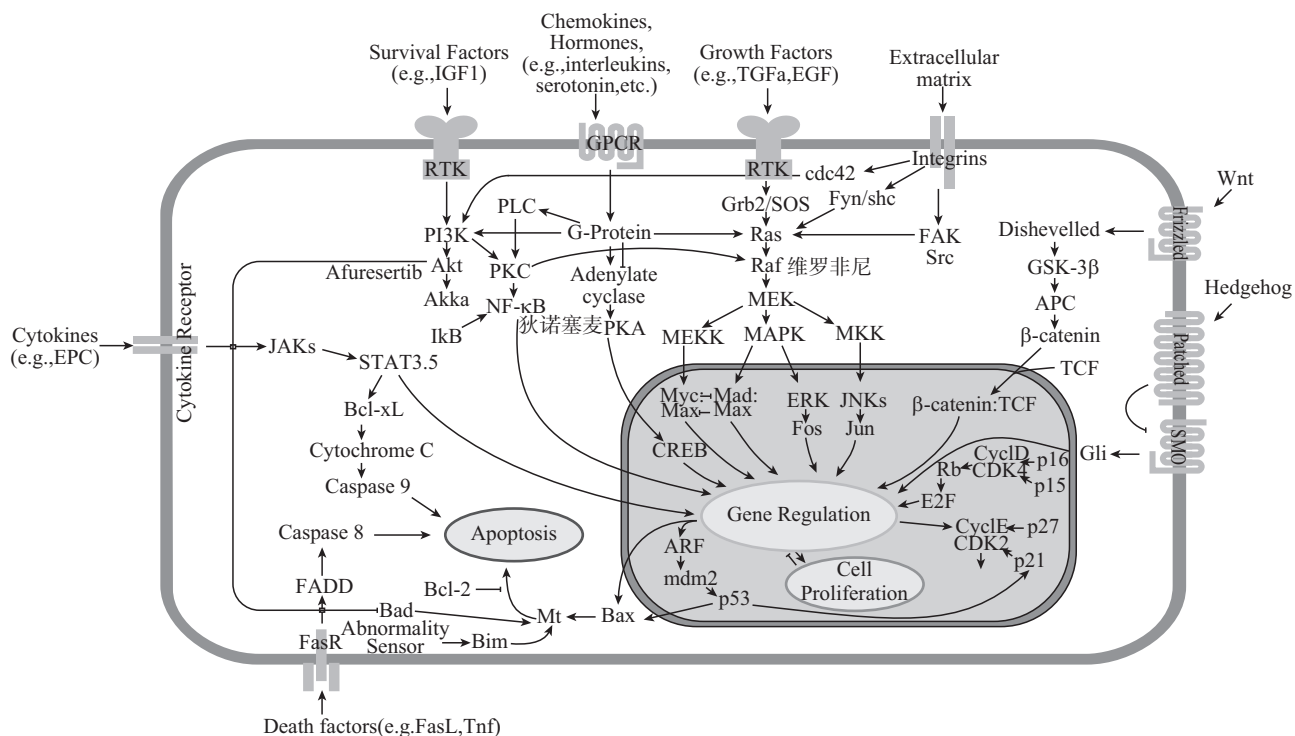 Chemokines,
Hormones,
(e.g.,interleukins,
serotonin,etc.)
Survival Factors
(e.g.,IGF1)
Growth Factors
(e.g.,TGFa,EGF)
Extracellular
matrix
GPCR
RTK
RTK
cdc42
Integrins
Wnt
PLC
Grb2/SOS
Fyn/shc
Frizzled
PI3K
G-Protein
Ras
FAK
Src
Dishevelled
Afuresertib
Akt
PKC
Adenylate
cyclase
Raf 维罗非尼
GSK-3β
Akka
NF-κB
MEK
APC
Hedgehog
IkB
狄诺塞麦PKA
MEKK
MAPK
MKK
β-catenin
Patched
Cytokines
(e.g.,EPC)
Cytokine Receptor
JAKs
STAT3.5
TCF
Bcl-xL
Myc:
Max
Mad:
Max
ERK
JNKs
β-catenin:TCF
Fos
Jun
SMO
Cytochrome C
CREB
Gli
CyclD
CDK4
p16
Rb
p15
Caspase 9
E2F
Gene Regulation
CyclE
CDK2
p27
p21
Caspase 8
Apoptosis
ARF
mdm2
Cell
Proliferation
FADD
Bcl-2
p53
Bad
Mt
Bax
Abnormality
Sensor
Bim
FasR
Death factors(e.g.FasL,Tnf)